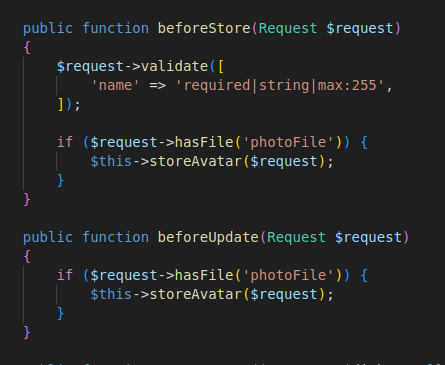 public function beforeStore(Request $request)
{
    $request->validate([
        'name' => 'required|string|max:255',
    ]);

    if ($request->hasFile('photoFile')) {
        $this->storeAvatar($request);
    }
}

public function beforeUpdate(Request $request)
{
    if ($request->hasFile('photoFile')) {
        $this->storeAvatar($request);
    }
}